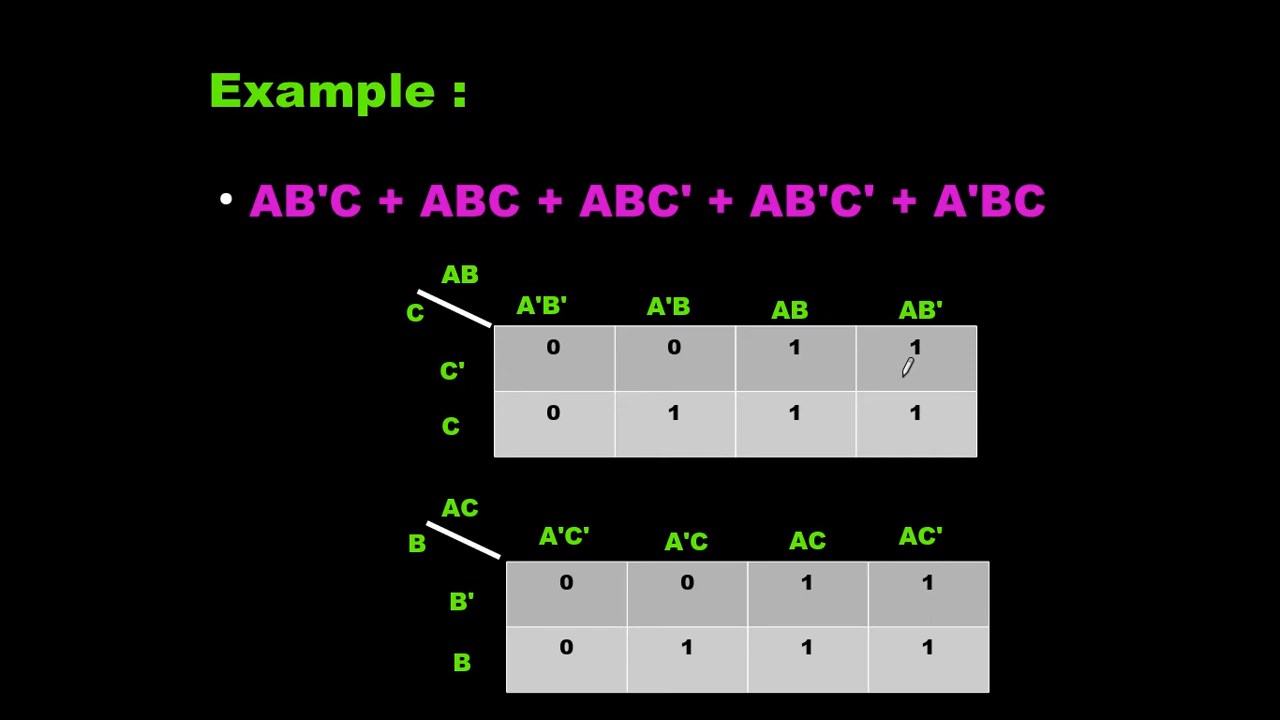 Example :
• AB'C + ABC + ABC' + AB'C' + A'BC
AB
C A'B' A'B AB AB'
C' 0 0 1 1
C 0 1 1 1
AC
B A'C' A'C AC AC'
B' 0 0 1 1
B 0 1 1 1